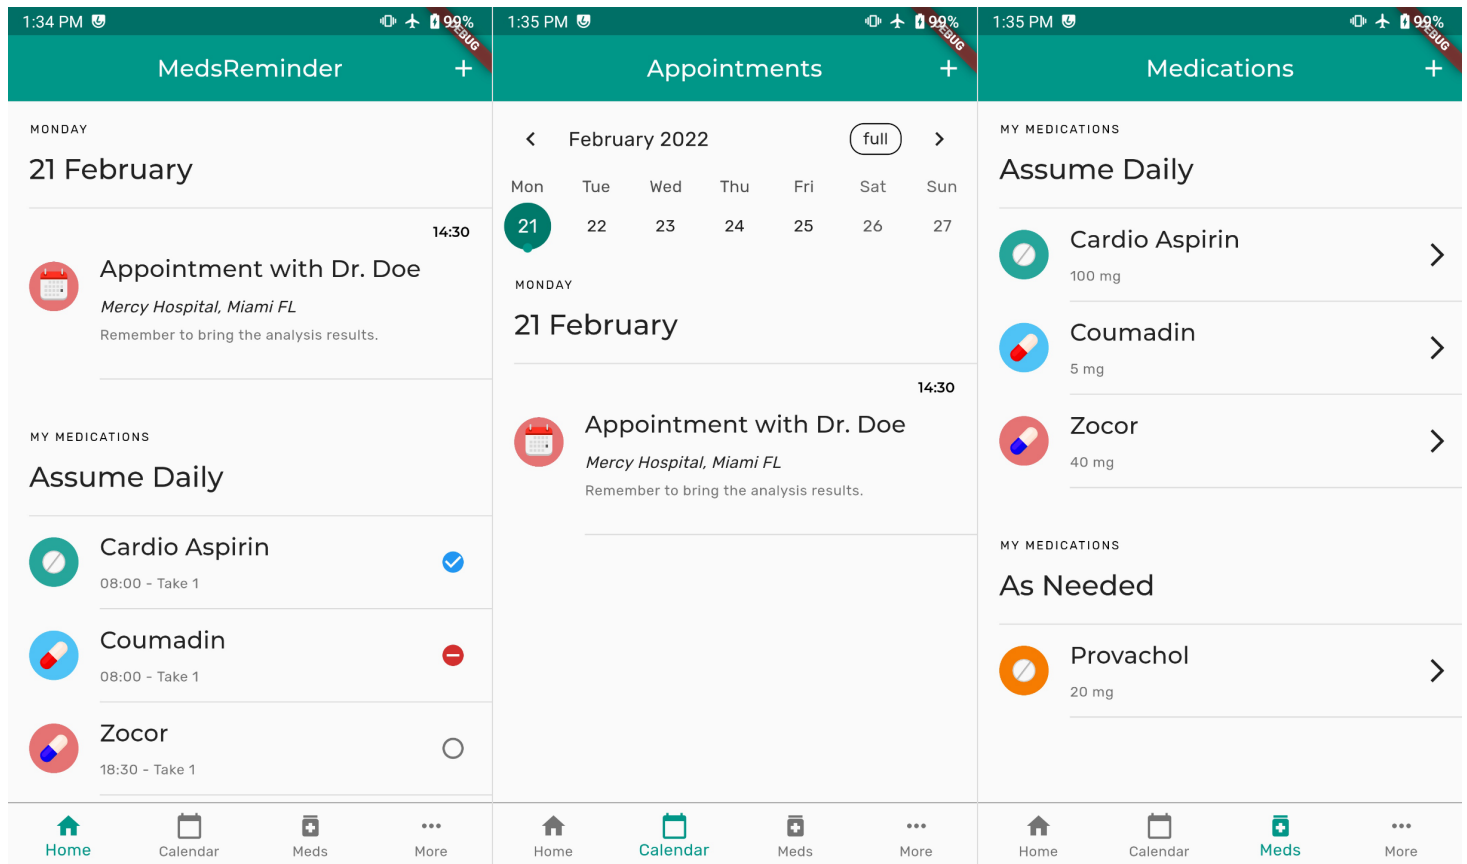 1:34 PM
99%
DEBUG
MedsReminder
+
MONDAY
21 February
14:30
Appointment with Dr. Doe
Mercy Hospital, Miami FL
Remember to bring the analysis results.
MY MEDICATIONS
Assume Daily
Cardio Aspirin
08:00 - Take 1
Coumadin
08:00 - Take 1
Zocor
18:30 - Take 1
Home
Calendar
Meds
More
1:35 PM
99%
DEBUG
Appointments
+
February 2022
full
Mon Tue Wed Thu Fri Sat Sun
21 22 23 24 25 26 27
MONDAY
21 February
14:30
Appointment with Dr. Doe
Mercy Hospital, Miami FL
Remember to bring the analysis results.
Home
Calendar
Meds
More
1:35 PM
99%
DEBUG
Medications
+
MY MEDICATIONS
Assume Daily
Cardio Aspirin
100 mg
Coumadin
5 mg
Zocor
40 mg
MY MEDICATIONS
As Needed
Provachol
20 mg
Home
Calendar
Meds
More